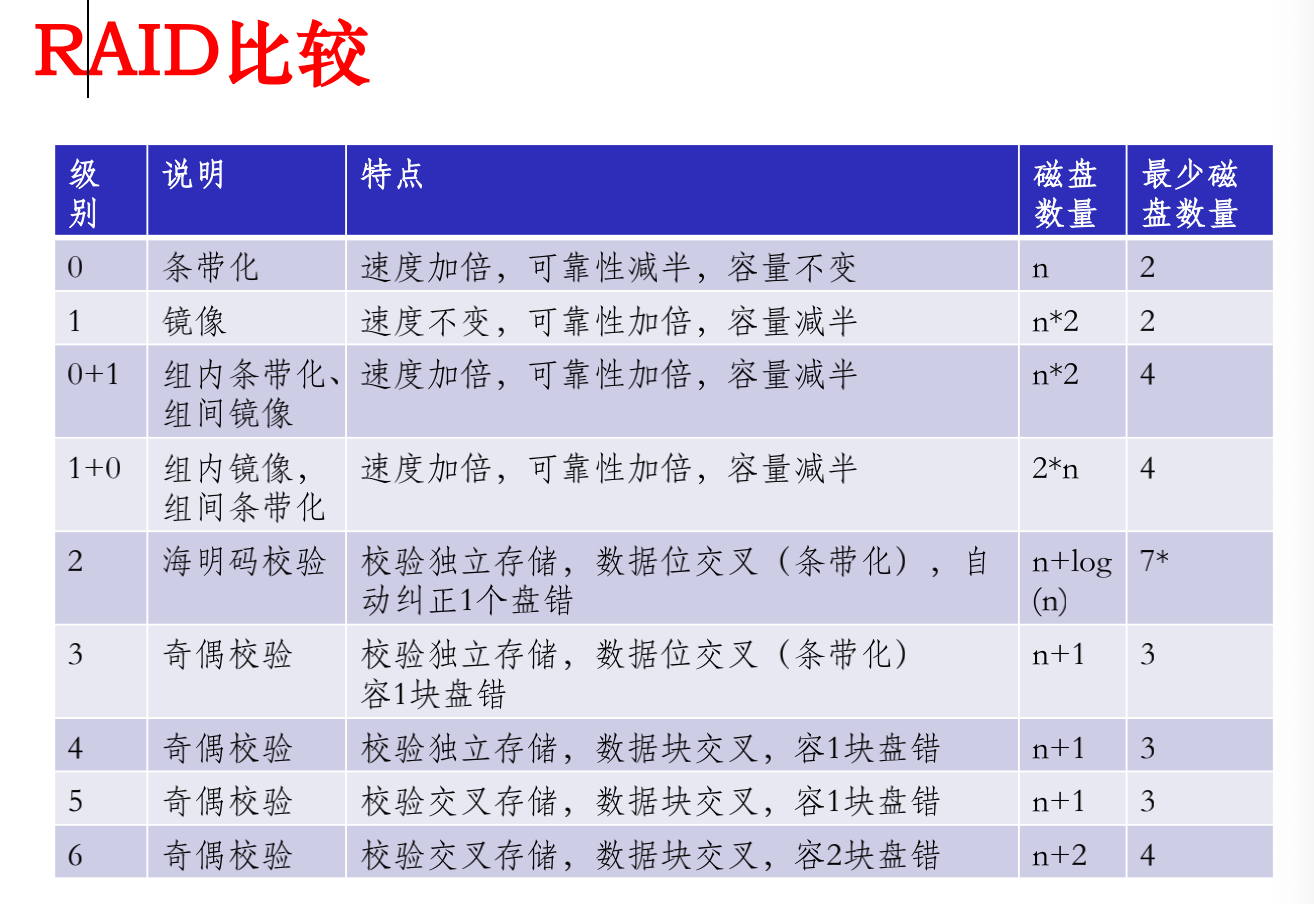 RAID比较
级别 说明 特点 磁盘数量 最少磁盘数量
0 条带化 速度加倍，可靠性减半，容量不变 n 2
1 镜像 速度不变，可靠性加倍，容量减半 n*2 2
0+1 组内条带化、组间镜像 速度加倍，可靠性加倍，容量减半 n*2 4
1+0 组内镜像，组间条带化 速度加倍，可靠性加倍，容量减半 2*n 4
2 海明码校验 校验独立存储，数据位交叉（条带化），自动纠正1个盘错 n+log(n) 7*
3 奇偶校验 校验独立存储，数据位交叉（条带化） 容1块盘错 n+1 3
4 奇偶校验 校验独立存储，数据块交叉，容1块盘错 n+1 3
5 奇偶校验 校验交叉存储，数据块交叉，容1块盘错 n+1 3
6 奇偶校验 校验交叉存储，数据块交叉，容2块盘错 n+2 4